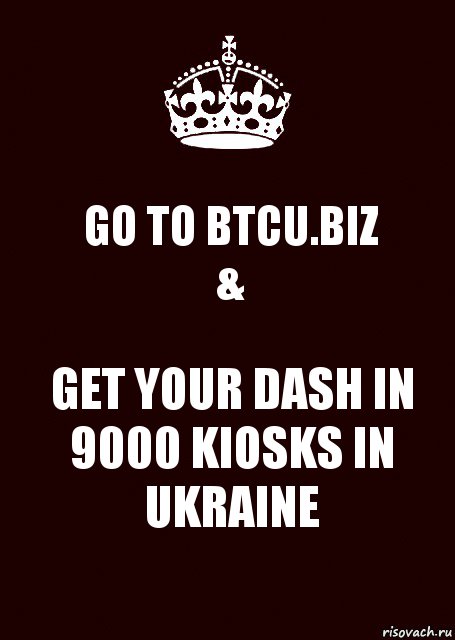 GO TO BTCU.BIZ
&
GET YOUR DASH IN
9000 KIOSKS IN
UKRAINE
risovach.ru